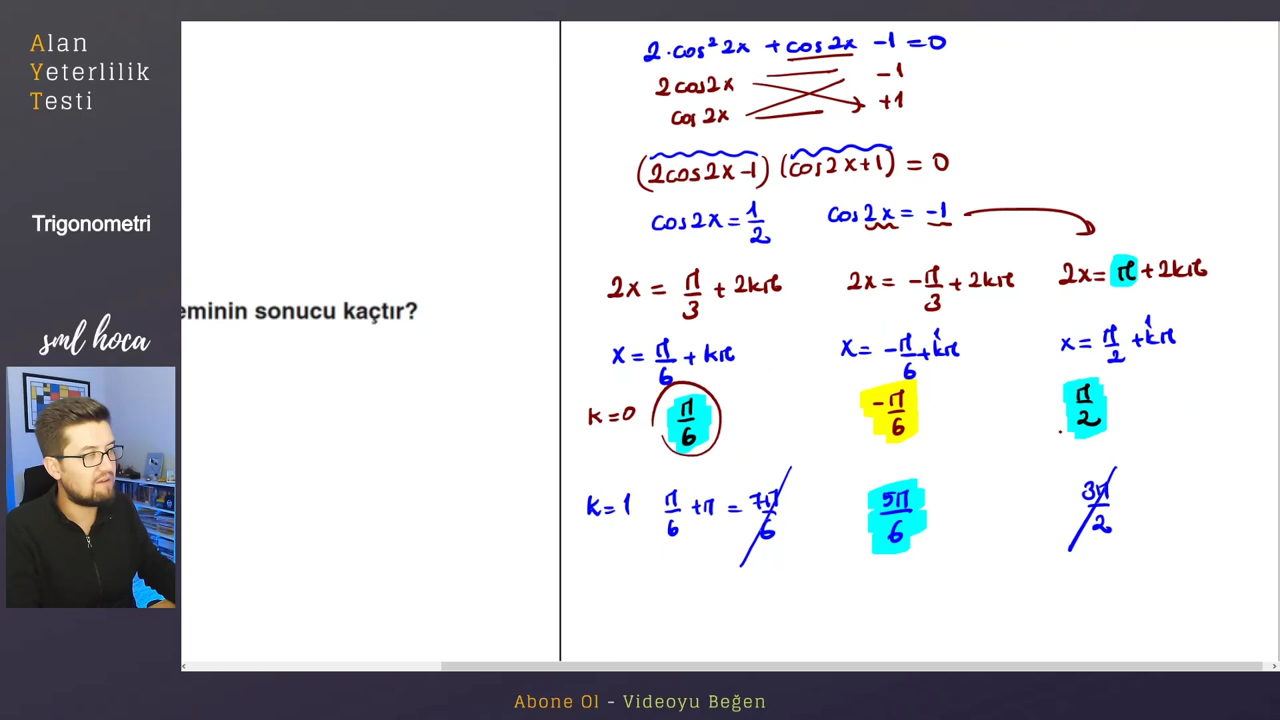 Alan
Yeterlilik
Testi
Trigonometri
eminin sonucu kaçtır?
sml hoca
2·cos²2x + cos2x -1 = 0
2cos2x -1
cos2x +1
(2cos2x-1) (cos2x+1) = 0
cos2x = 1/2 cos2x = -1
2x = π/3 + 2kπ 2x = -π/3 + 2kπ 2x = π + 2kπ
x = π/6 + kπ x = -π/6 + kπ x = π/2 + kπ
k=0 π/6 -π/6 π/2
k=1 π/6 + π = 7π/6 5π/6 3π/2
Abone Ol - Videoyu Beğen